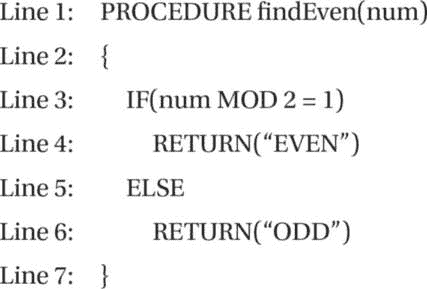 Line 1: PROCEDURE findEven(num)
Line 2: {
Line 3: IF(num MOD 2 = 1)
Line 4: RETURN(“EVEN”)
Line 5: ELSE
Line 6: RETURN(“ODD”)
Line 7: }